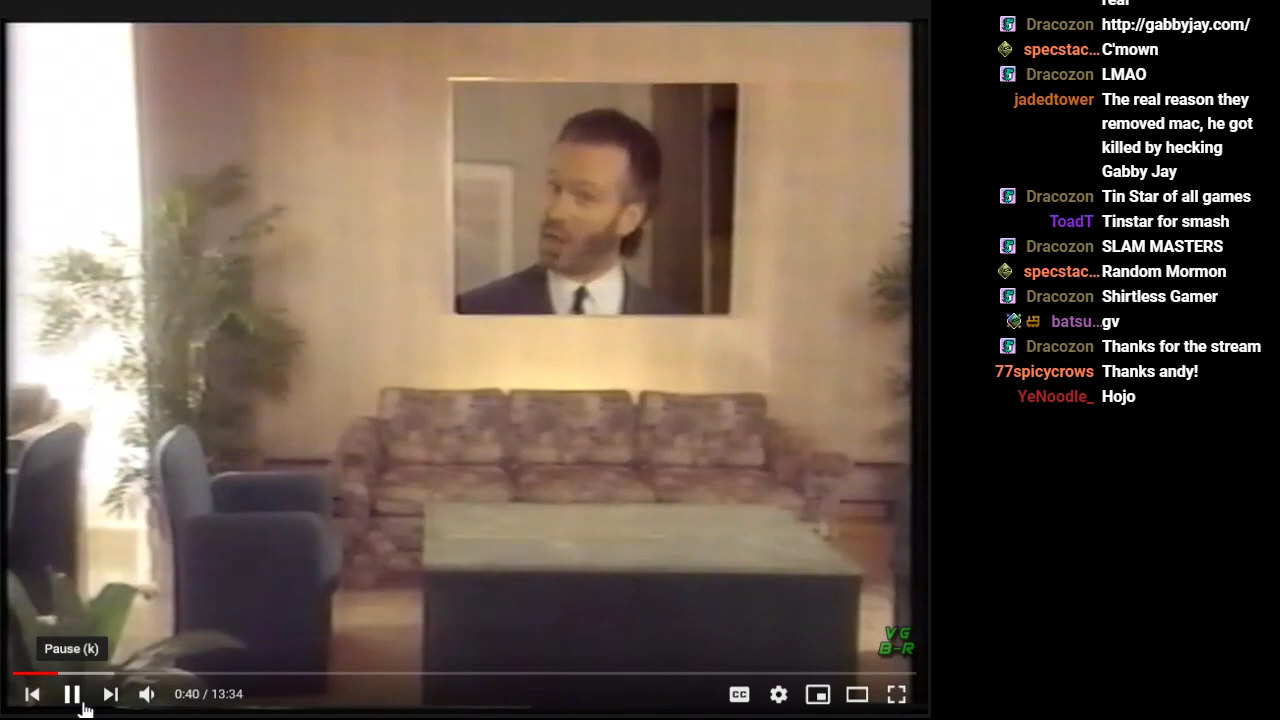 real
Dracozon http://gabbyjay.com/
specstac... C'mown
Dracozon LMAO
jadedtower The real reason they
removed mac, he got
killed by hecking
Gabby Jay
Dracozon Tin Star of all games
ToadT Tinstar for smash
Dracozon SLAM MASTERS
specstac... Random Mormon
Dracozon Shirtless Gamer
batsu... gv
Dracozon Thanks for the stream
77spicycrows Thanks andy!
YeNoodle_ Hojo
VG
B-R
Pause (k)
0:40 / 13:34
CC